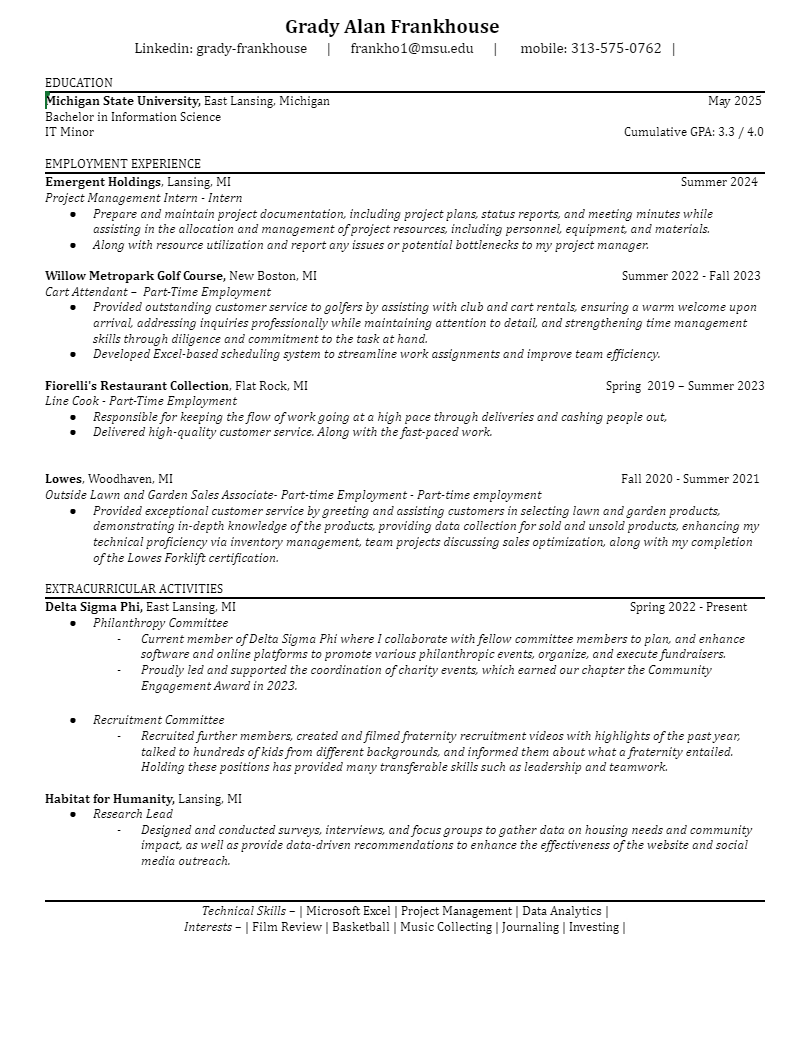 Grady Alan Frankhouse
Linkedin: grady-frankhouse | frankho1@msu.edu | mobile: 313-575-0762 |
EDUCATION
Michigan State University, East Lansing, Michigan May 2025
Bachelor in Information Science
IT Minor Cumulative GPA: 3.3 / 4.0
EMPLOYMENT EXPERIENCE
Emergent Holdings, Lansing, MI Summer 2024
Project Management Intern - Intern
● Prepare and maintain project documentation, including project plans, status reports, and meeting minutes while
assisting in the allocation and management of project resources, including personnel, equipment, and materials.
● Along with resource utilization and report any issues or potential bottlenecks to my project manager.
Willow Metropark Golf Course, New Boston, MI Summer 2022 - Fall 2023
Cart Attendant – Part-Time Employment
● Provided outstanding customer service to golfers by assisting with club and cart rentals, ensuring a warm welcome upon
arrival, addressing inquiries professionally while maintaining attention to detail, and strengthening time management
skills through diligence and commitment to the task at hand.
● Developed Excel-based scheduling system to streamline work assignments and improve team efficiency.
Fiorelli's Restaurant Collection, Flat Rock, MI Spring 2019 – Summer 2023
Line Cook - Part-Time Employment
● Responsible for keeping the flow of work going at a high pace through deliveries and cashing people out,
● Delivered high-quality customer service. Along with the fast-paced work.
Lowes, Woodhaven, MI Fall 2020 - Summer 2021
Outside Lawn and Garden Sales Associate- Part-time Employment - Part-time employment
● Provided exceptional customer service by greeting and assisting customers in selecting lawn and garden products,
demonstrating in-depth knowledge of the products, providing data collection for sold and unsold products, enhancing my
technical proficiency via inventory management, team projects discussing sales optimization, along with my completion
of the Lowes Forklift certification.
EXTRACURRICULAR ACTIVITIES
Delta Sigma Phi, East Lansing, MI Spring 2022 - Present
● Philanthropy Committee
- Current member of Delta Sigma Phi where I collaborate with fellow committee members to plan, and enhance
software and online platforms to promote various philanthropic events, organize, and execute fundraisers.
- Proudly led and supported the coordination of charity events, which earned our chapter the Community
Engagement Award in 2023.
● Recruitment Committee
- Recruited further members, created and filmed fraternity recruitment videos with highlights of the past year,
talked to hundreds of kids from different backgrounds, and informed them about what a fraternity entailed.
Holding these positions has provided many transferable skills such as leadership and teamwork.
Habitat for Humanity, Lansing, MI
● Research Lead
- Designed and conducted surveys, interviews, and focus groups to gather data on housing needs and community
impact, as well as provide data-driven recommendations to enhance the effectiveness of the website and social
media outreach.
Technical Skills – | Microsoft Excel | Project Management | Data Analytics |
Interests – | Film Review | Basketball | Music Collecting | Journaling | Investing |